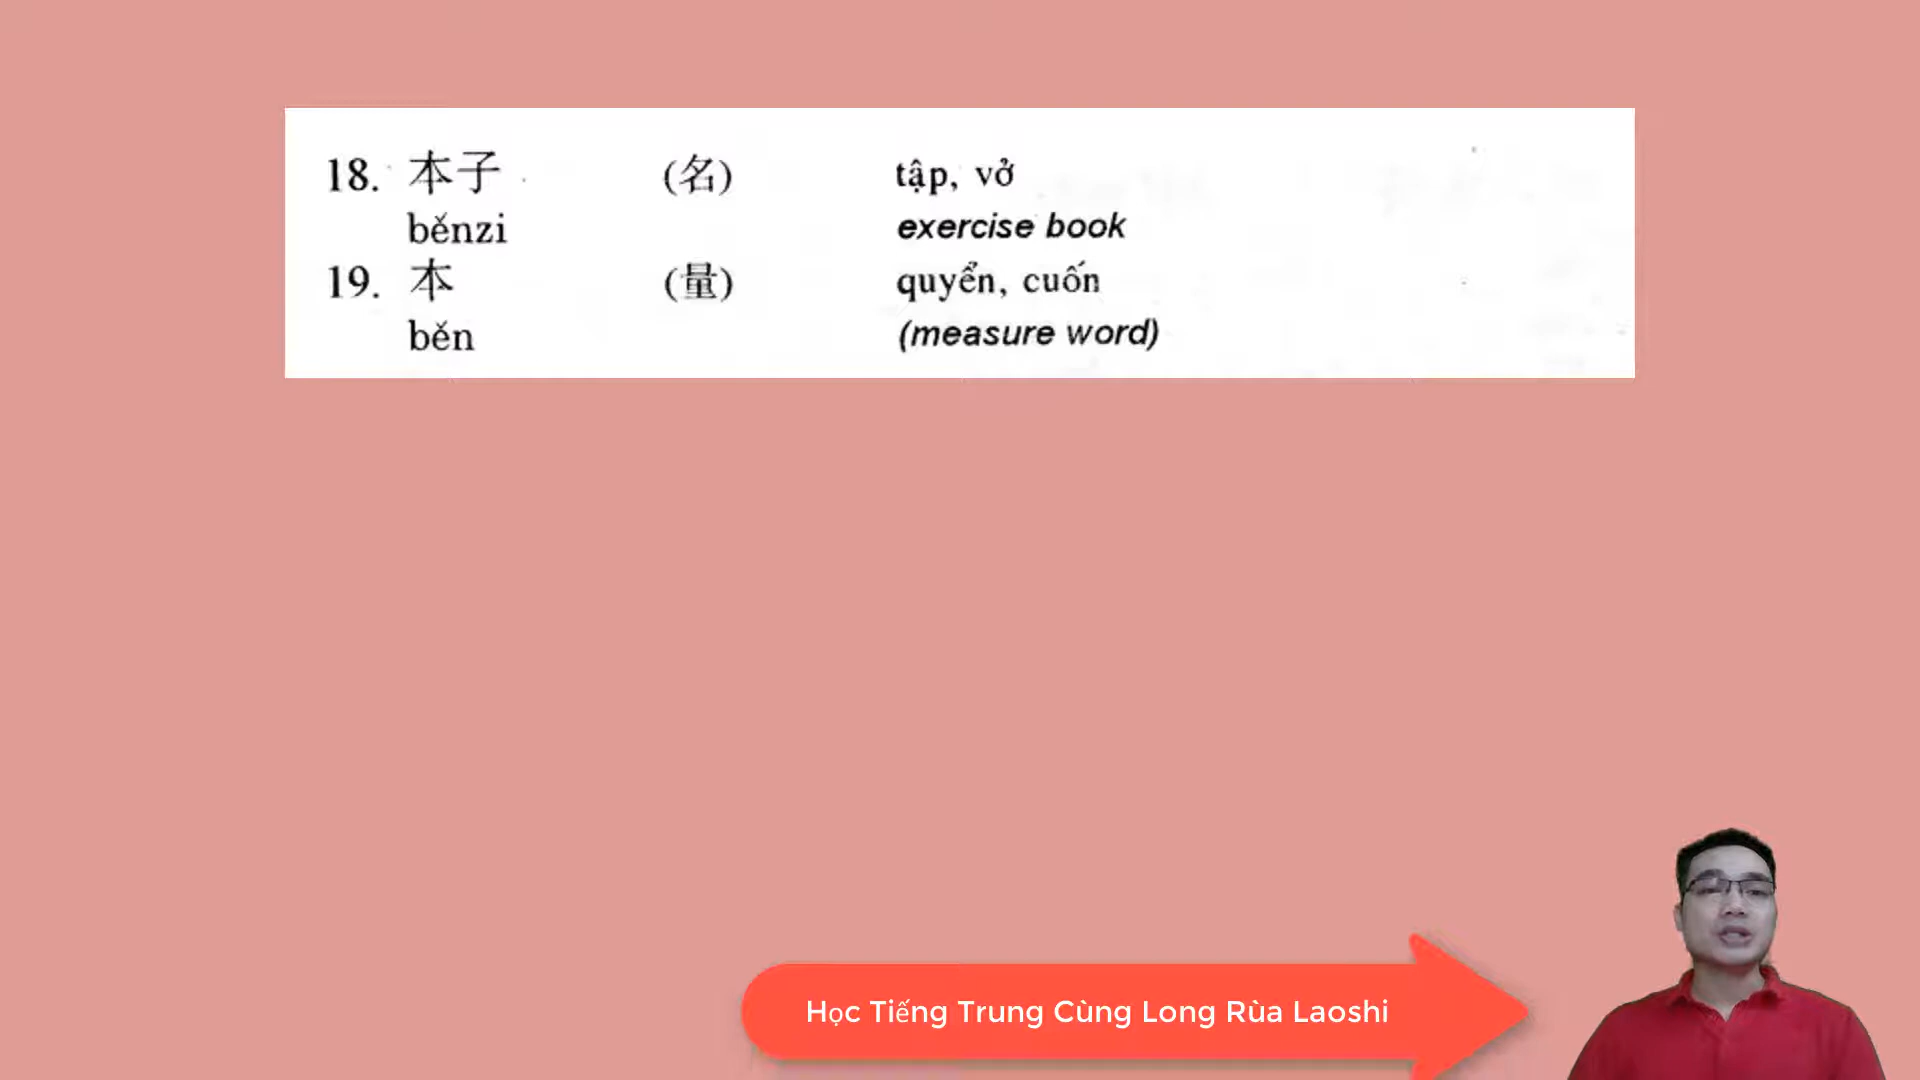 18. 本子 (名) tập, vở
běnzi exercise book
19. 本 (量) quyển, cuốn
běn (measure word)
Học Tiếng Trung Cùng Long Rùa Laoshi